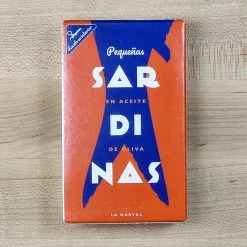 Pequeñas
SAR
EN ACEITE
DI
DE OLIVA
NAS
LA NARVAL